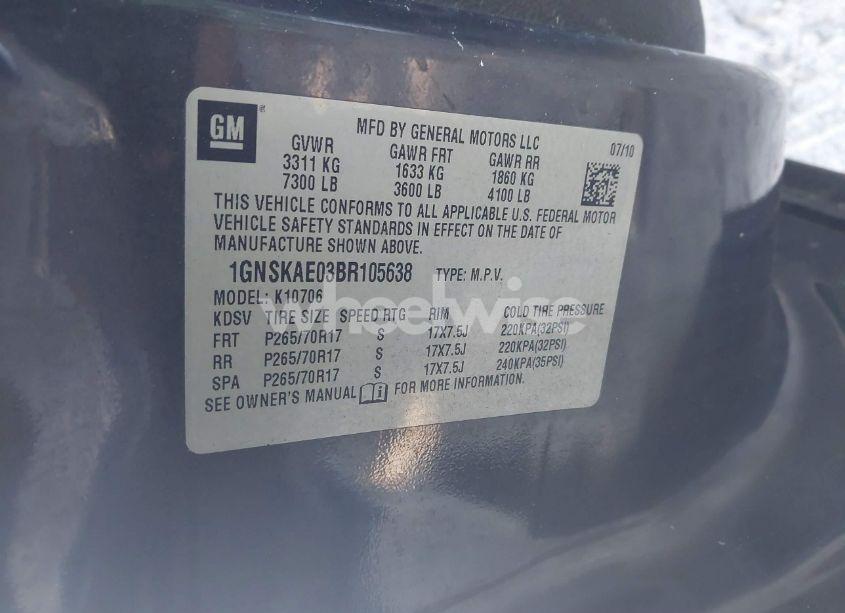 GM®
MFD BY GENERAL MOTORS LLC 07/10
GVWR GAWR FRT GAWR RR
3311 KG 1633 KG 1860 KG
7300 LB 3600 LB 4100 LB
THIS VEHICLE CONFORMS TO ALL APPLICABLE U.S. FEDERAL MOTOR
VEHICLE SAFETY STANDARDS IN EFFECT ON THE DATE OF
MANUFACTURE SHOWN ABOVE.
1GNSKAE03BR105638 TYPE: M.P.V.
MODEL: K10706
KDSV TIRE SIZE SPEED RTG RIM COLD TIRE PRESSURE
FRT P265/70R17 S 17X7.5J 220KPA(32PSI)
RR P265/70R17 S 17X7.5J 220KPA(32PSI)
SPA P265/70R17 S 17X7.5J 240KPA(35PSI)
SEE OWNER'S MANUAL FOR MORE INFORMATION.
wheelwise